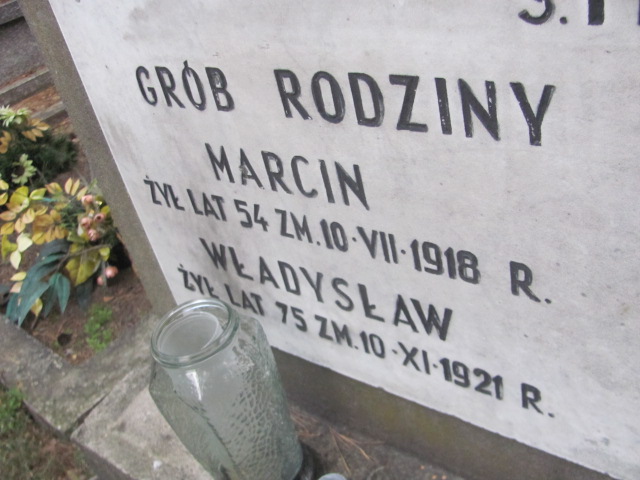 GRÓB RODZINY
MARCIN
ŻYŁ LAT 54 ZM. 10·VII·1918 R.
WŁADYSŁAW
ŻYŁ LAT 75 ZM. 10·XI·1921 R.